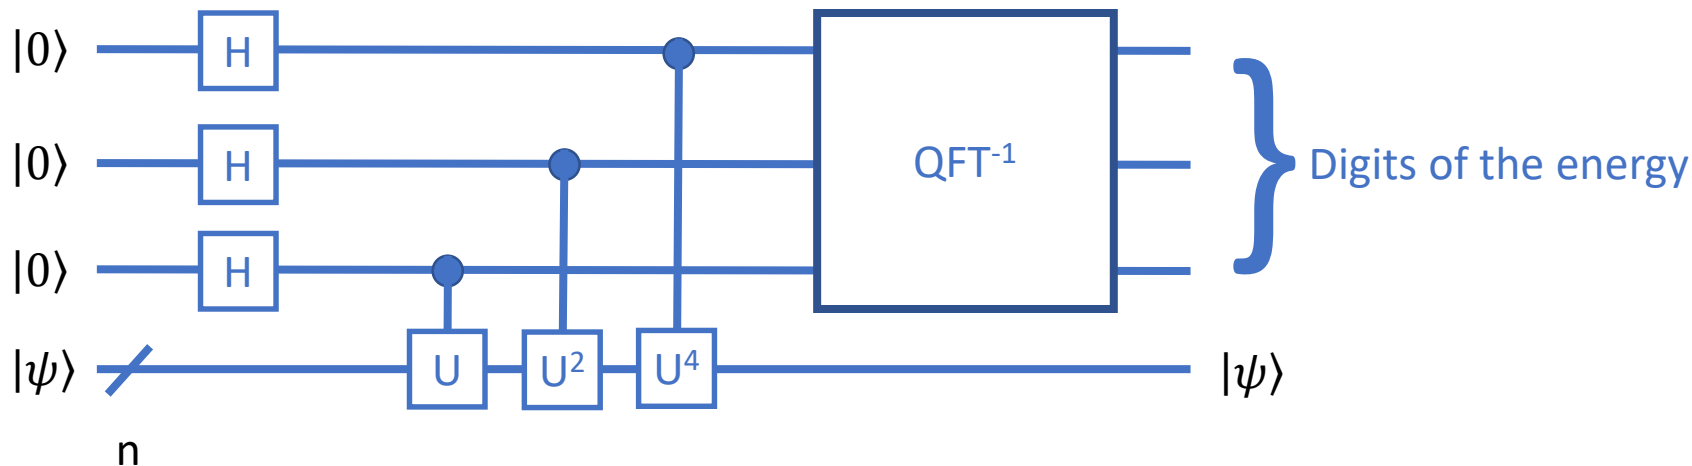 |0⟩ H
|0⟩ H QFT⁻¹ Digits of the energy
|0⟩ H
|ψ⟩ U U² U⁴ |ψ⟩
n